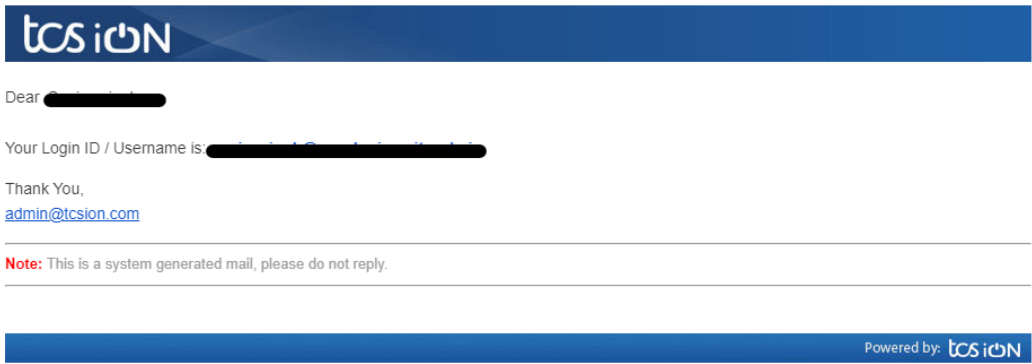 tcs iON
Dear
Your Login ID / Username is:
Thank You,
admin@tcsion.com
Note: This is a system generated mail, please do not reply.
Powered by: tcs iON